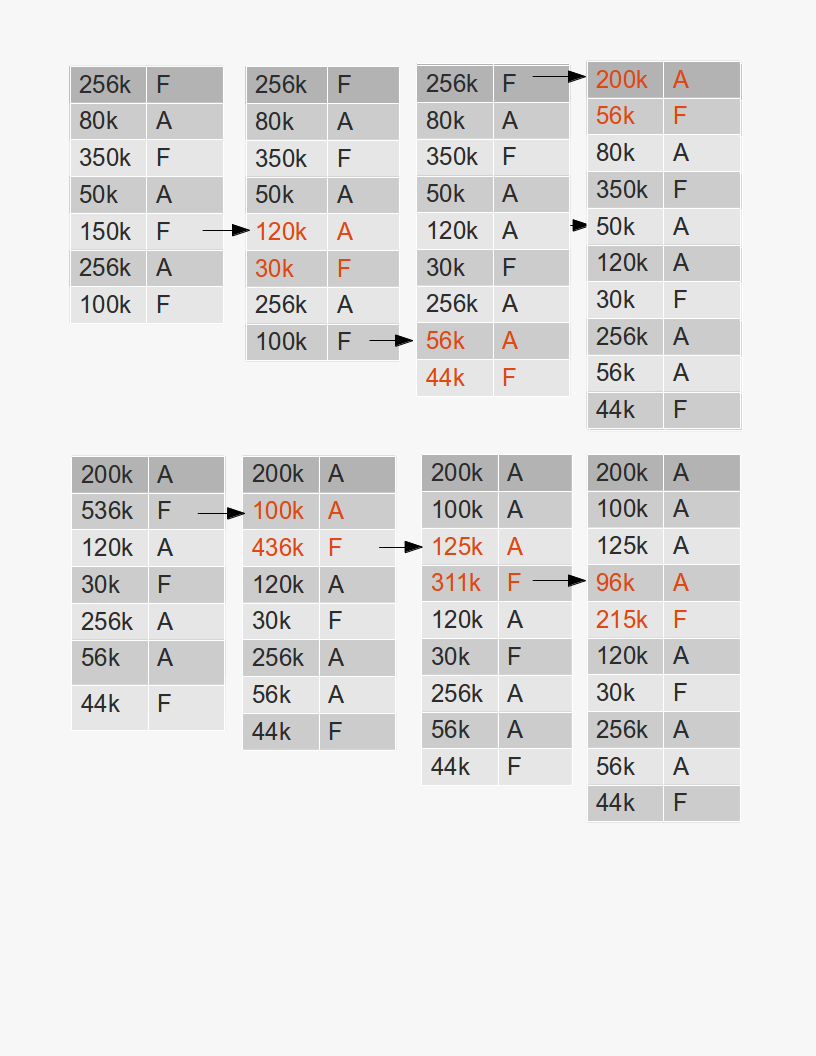 256k F
80k A
350k F
50k A
150k F
256k A
100k F
256k F
80k A
350k F
50k A
120k A
30k F
256k A
100k F
256k F
80k A
350k F
50k A
120k A
30k F
256k A
56k A
44k F
200k A
56k F
80k A
350k F
50k A
120k A
30k F
256k A
56k A
44k F
200k A
536k F
120k A
30k F
256k A
56k A
44k F
200k A
100k A
436k F
120k A
30k F
256k A
56k A
44k F
200k A
100k A
125k A
311k F
120k A
30k F
256k A
56k A
44k F
200k A
100k A
125k A
96k A
215k F
120k A
30k F
256k A
56k A
44k F